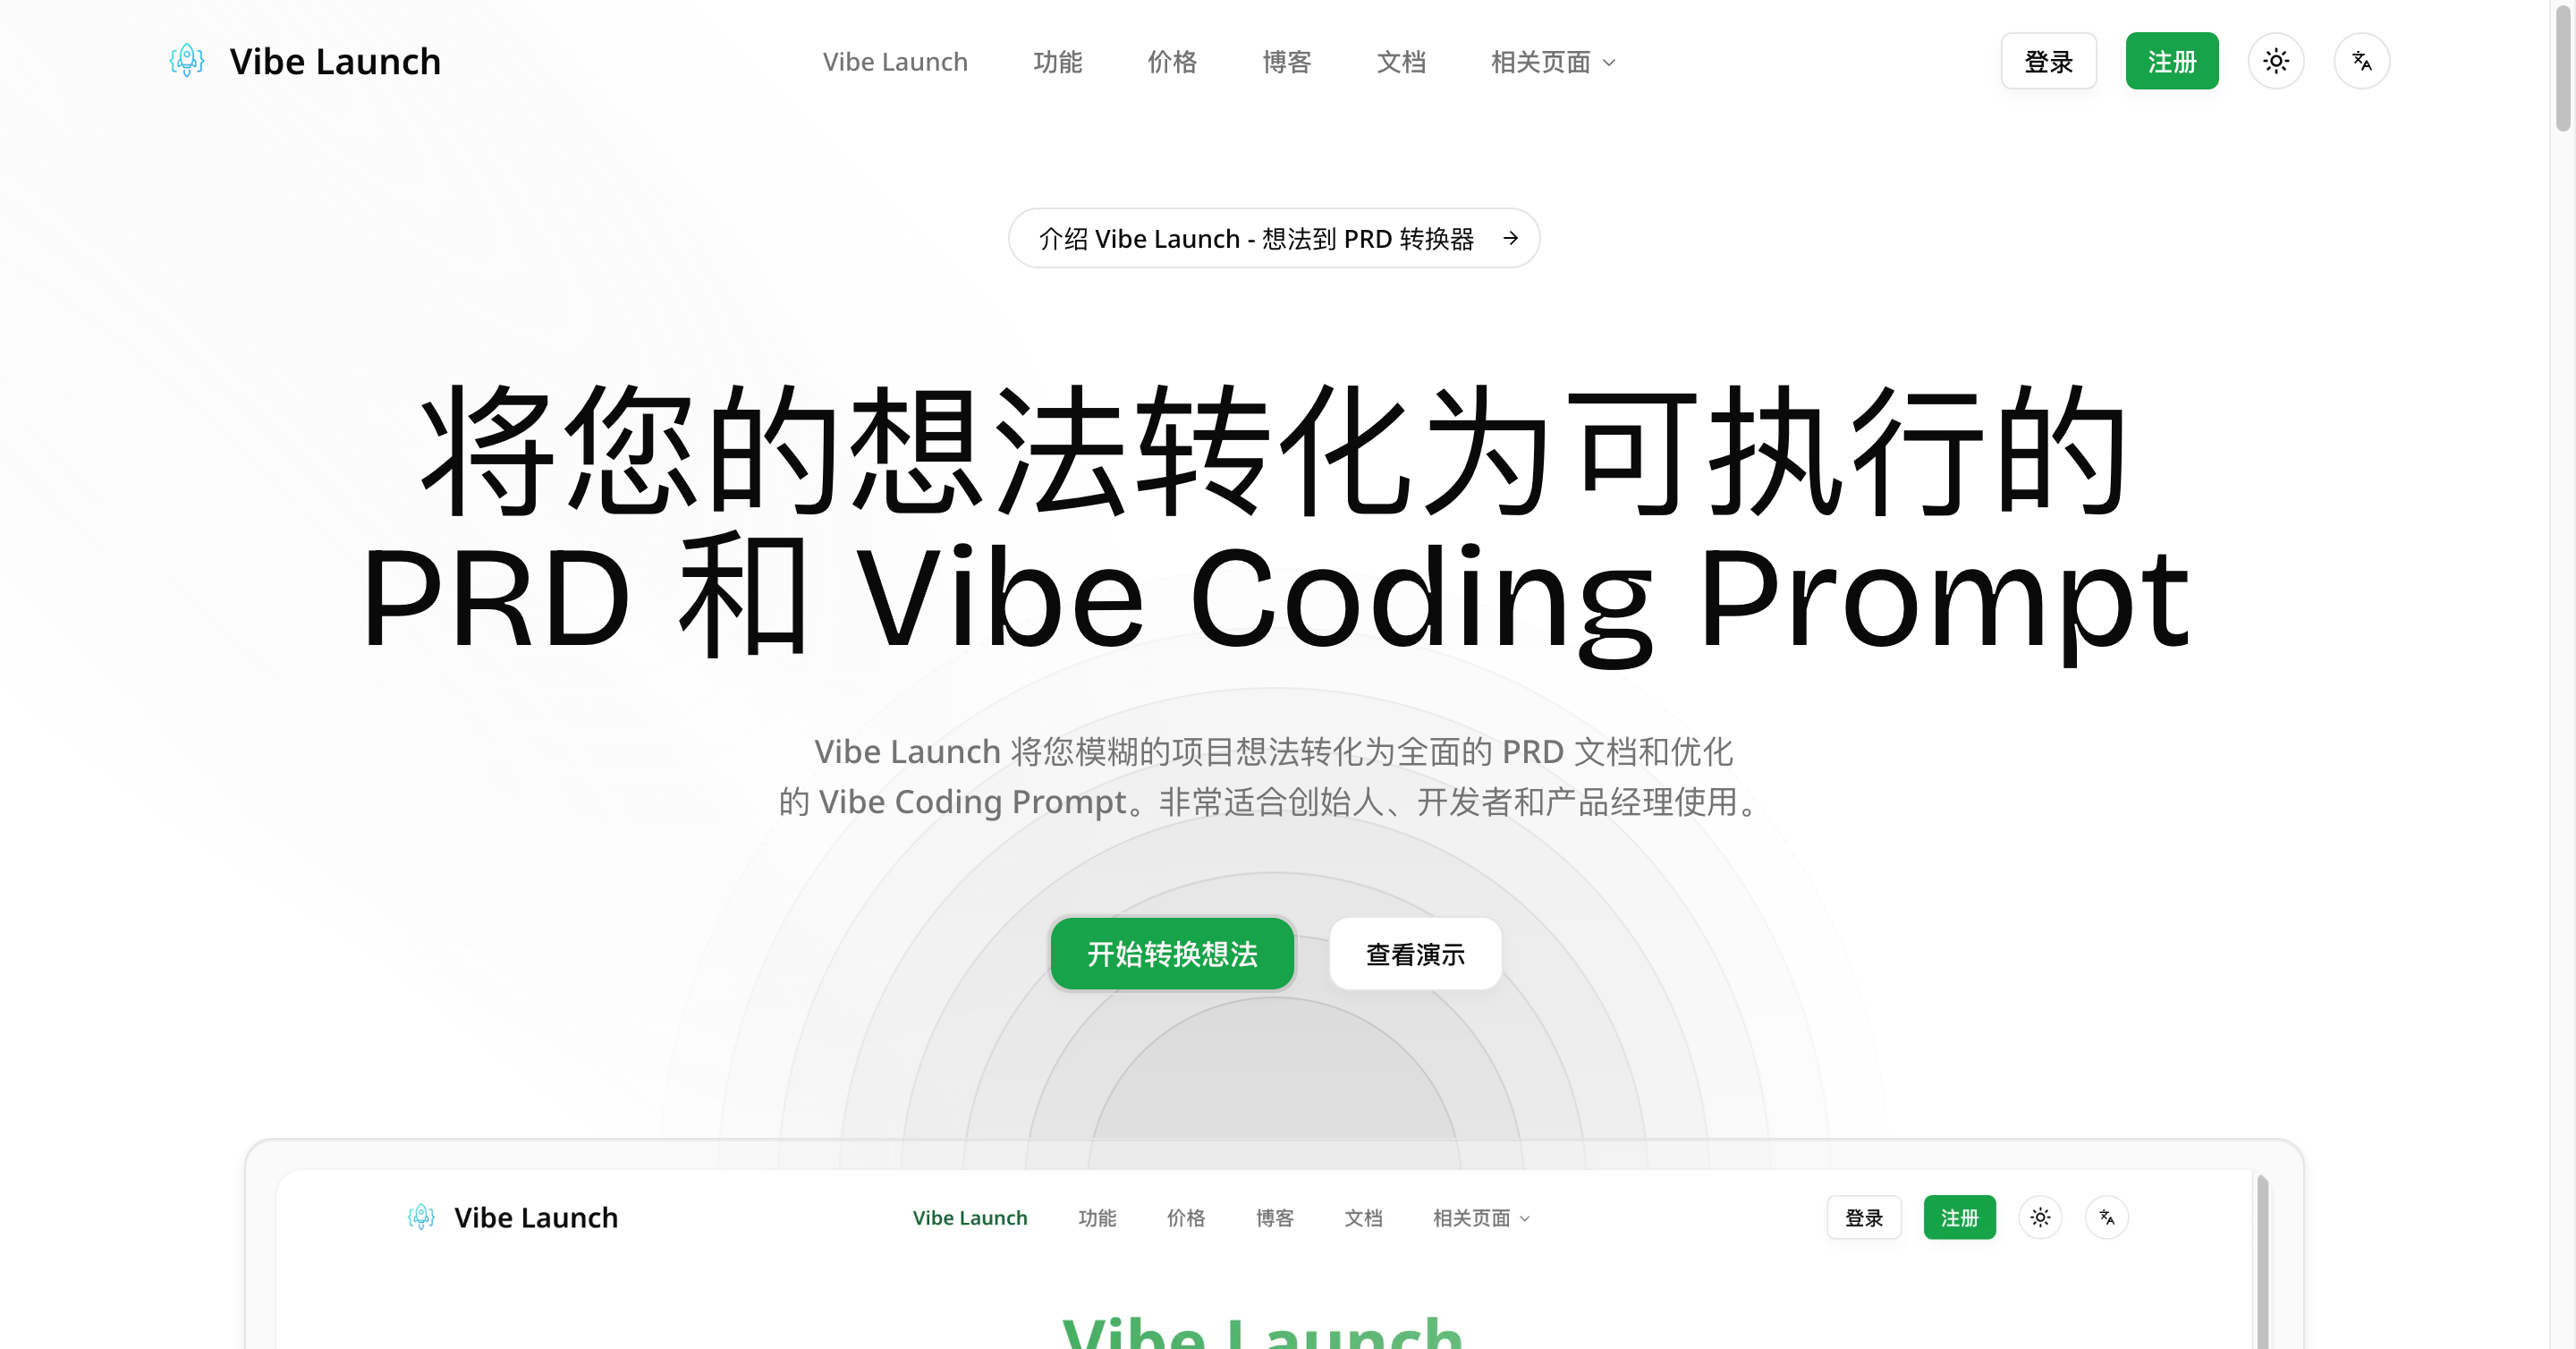 Vibe Launch
Vibe Launch 功能 价格 博客 文档 相关页面
登录 注册
介绍 Vibe Launch - 想法到 PRD 转换器
将您的想法转化为可执行的
PRD 和 Vibe Coding Prompt
Vibe Launch 将您模糊的项目想法转化为全面的 PRD 文档和优化
的 Vibe Coding Prompt。非常适合创始人、开发者和产品经理使用。
开始转换想法 查看演示
Vibe Launch
Vibe Launch 功能 价格 博客 文档 相关页面
登录 注册
Vibe Launch